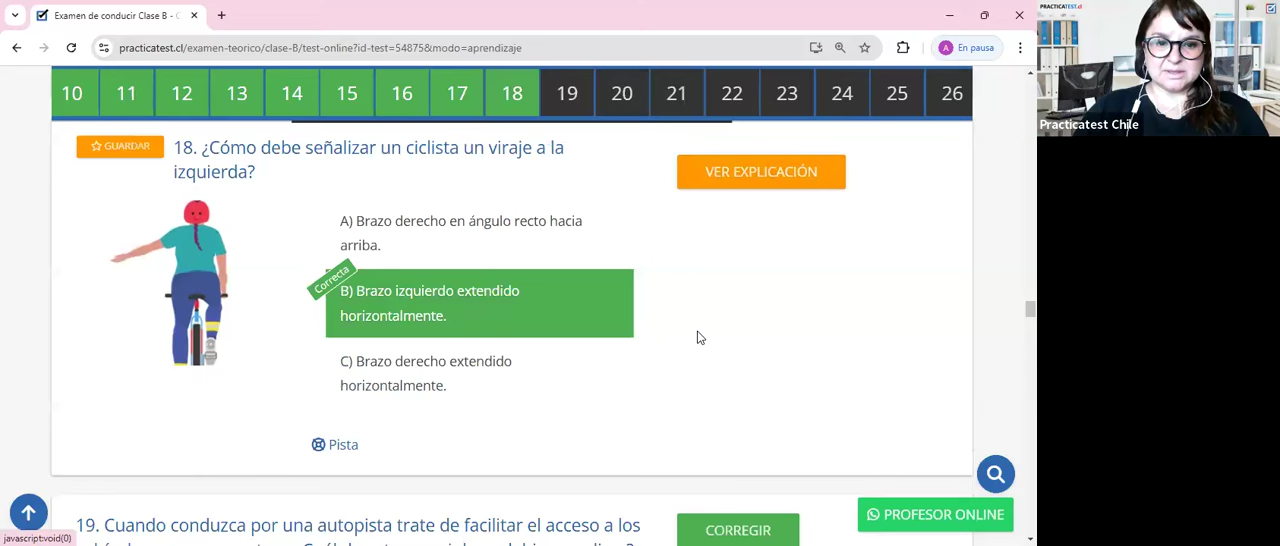 Examen de conducir Clase B - C
practicatest.cl/examen-teorico/clase-B/test-online?id-test=54875&modo=aprendizaje
A
En pausa
PRACTICATEST.cl
Practicatest Chile
10 11 12 13 14 15 16 17 18 19 20 21 22 23 24 25 26
GUARDAR
18. ¿Cómo debe señalizar un ciclista un viraje a la
izquierda?
VER EXPLICACIÓN
A) Brazo derecho en ángulo recto hacia
arriba.
Correcta
B) Brazo izquierdo extendido
horizontalmente.
C) Brazo derecho extendido
horizontalmente.
Pista
19. Cuando conduzca por una autopista trate de facilitar el acceso a los
CORREGIR
PROFESOR ONLINE
javascript:void(0)